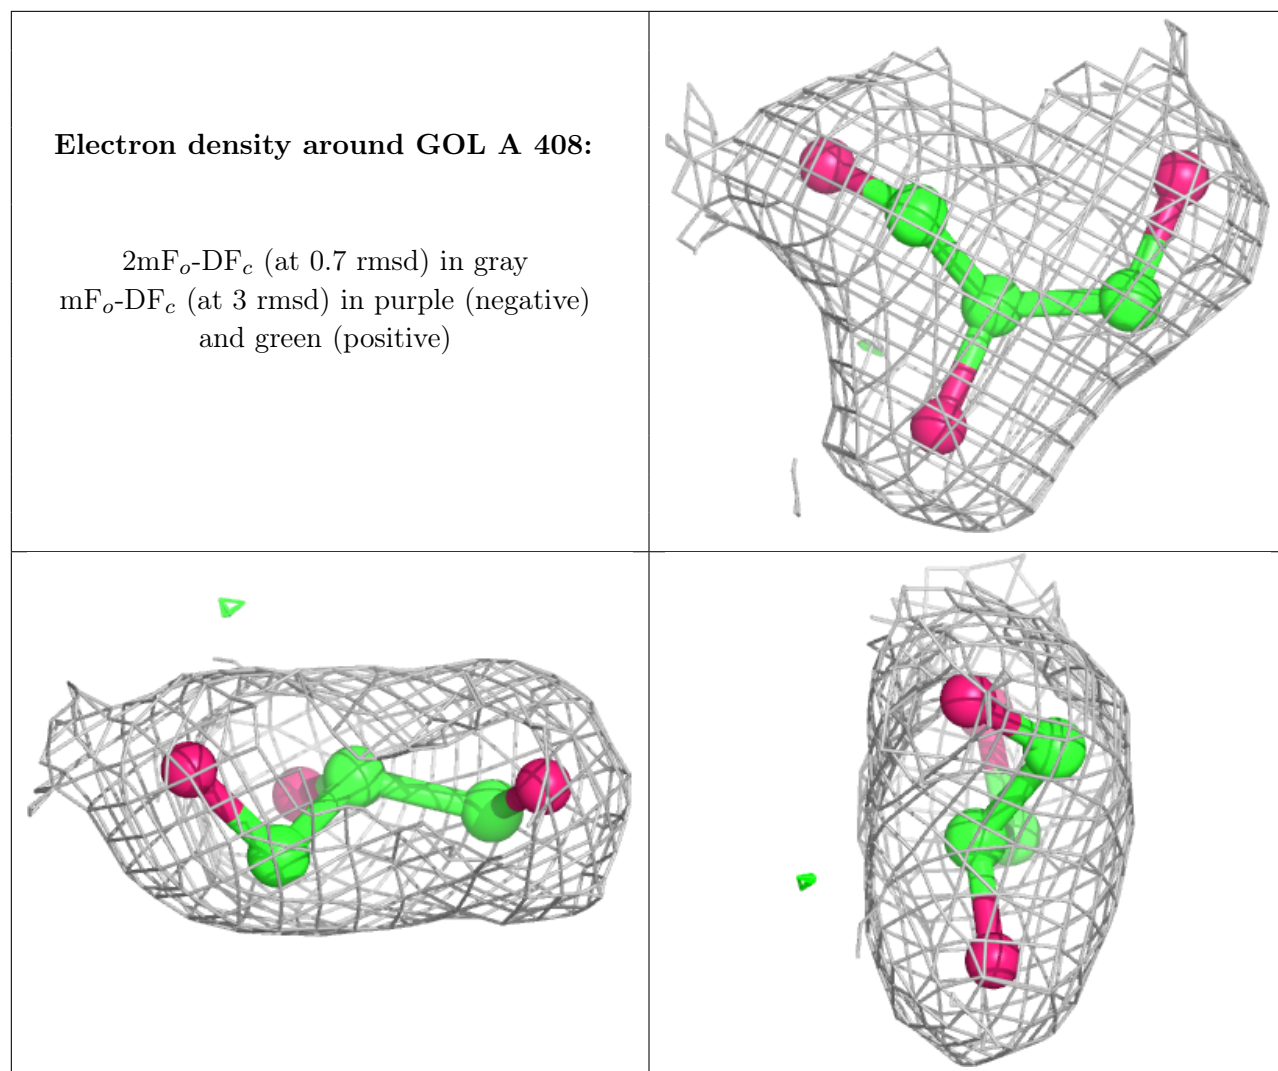 Electron density around GOL A 408:
2mFₒ-DF𝒸 (at 0.7 rmsd) in gray
mFₒ-DF𝒸 (at 3 rmsd) in purple (negative)
and green (positive)